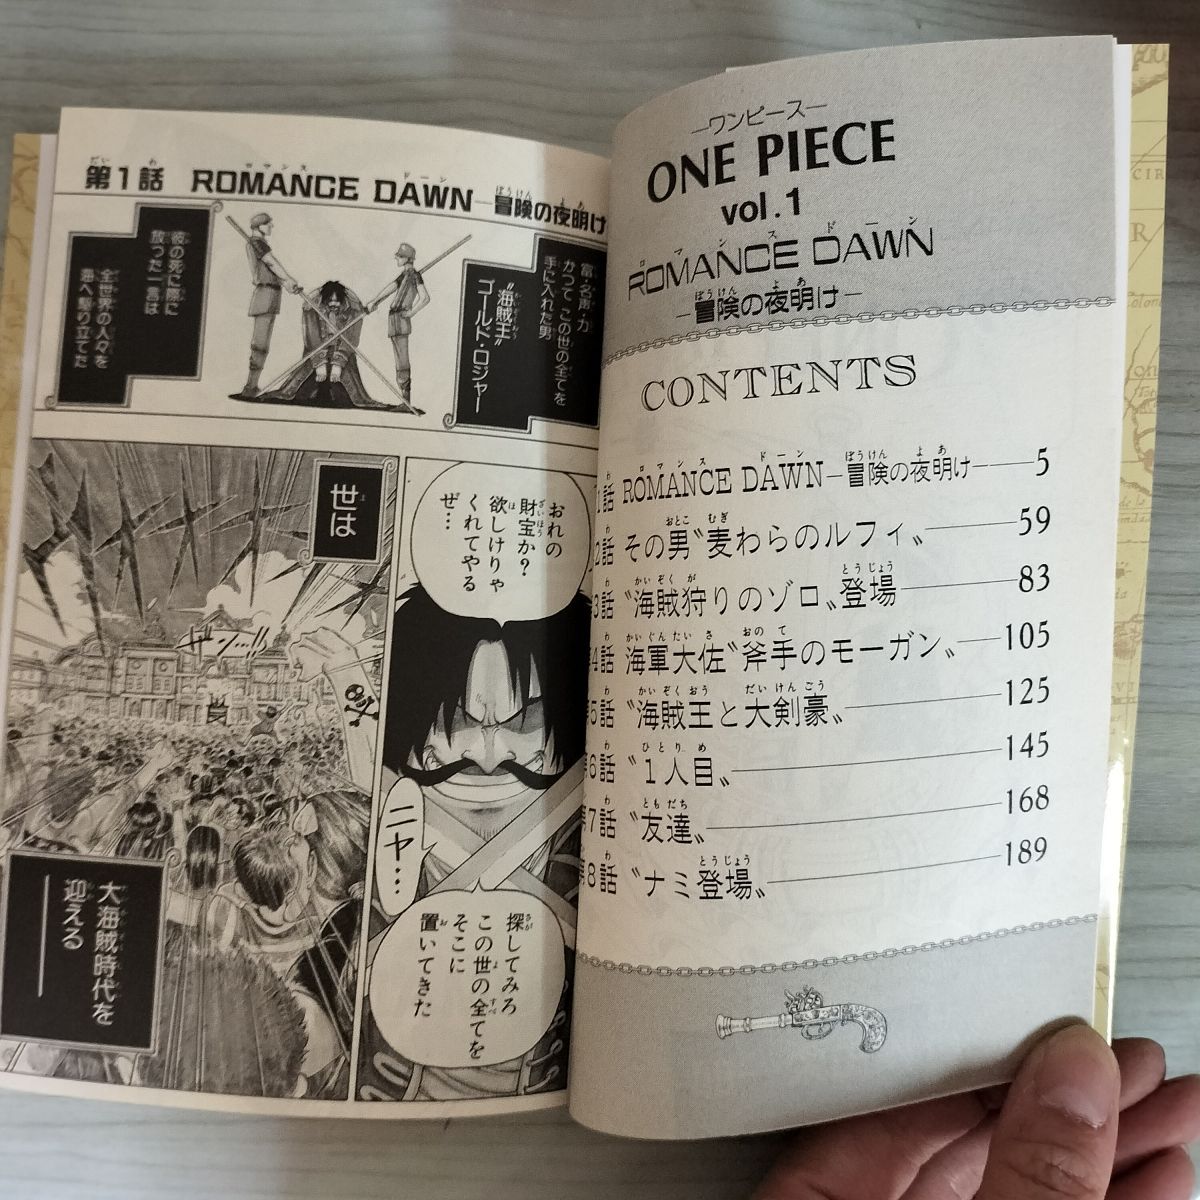 ―ワンピース―
ONE PIECE
vol.1
ROMANCE DAWN
―冒険の夜明け―
CONTENTS
1話 ROMANCE DAWN―冒険の夜明け― 5
2話 その男〝麦わらのルフィ〟 59
3話 〝海賊狩りのゾロ〟登場 83
4話 海軍大佐〝斧手のモーガン〟 105
5話 〝海賊王と大剣豪〟 125
6話 〝1人目〟 145
第7話 〝友達〟 168
第8話 〝ナミ登場〟 189
第1話 ROMANCE DAWN―冒険の夜明け
富・名声・力
かつてこの世の全てを
手に入れた男
〝海賊王〟
ゴールド・ロジャー
彼の死に際に
放った一言は
全世界の人々を
海へ駆り立てた
おれの
財宝か?
欲しけりゃ
くれてやる
ぜ…
探してみろ
この世の全てを
そこに
置いてきた
ニヤ…
世は
大海賊時代を
迎える――